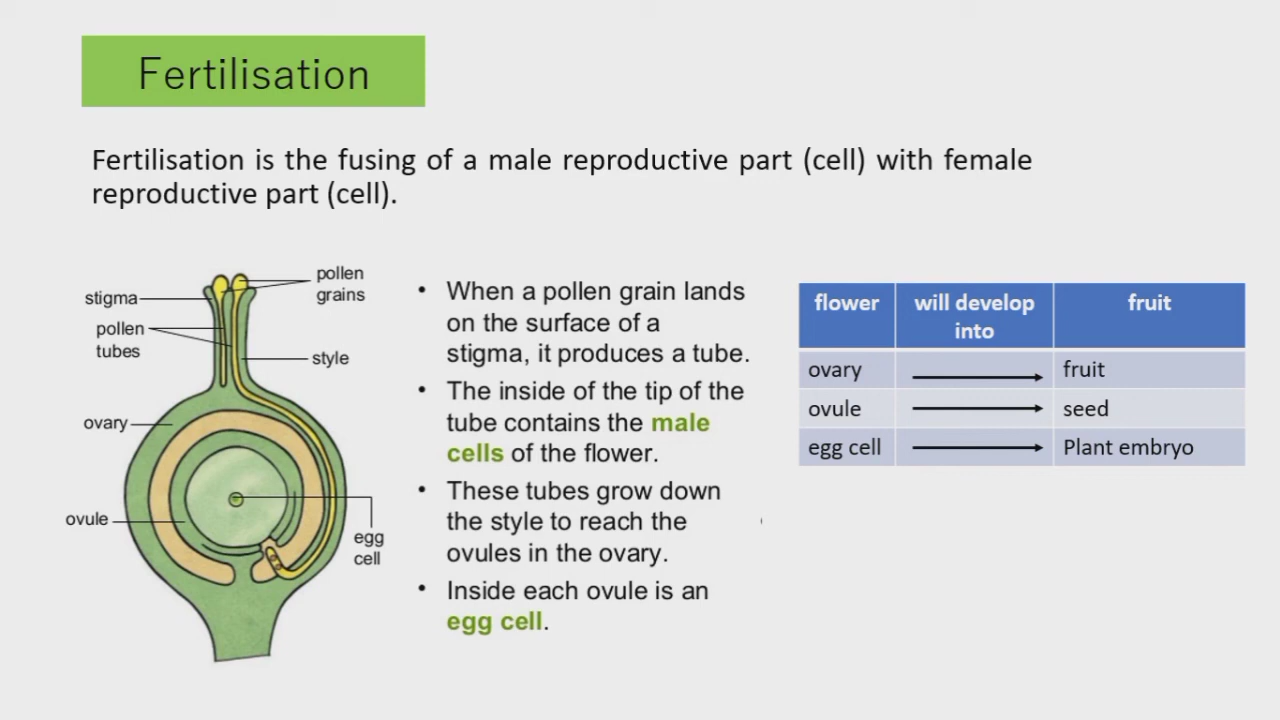 Fertilisation
Fertilisation is the fusing of a male reproductive part (cell) with female
reproductive part (cell).
pollen
grains
stigma
pollen
tubes
style
ovary
ovule
egg
cell
• When a pollen grain lands
on the surface of a
stigma, it produces a tube.
• The inside of the tip of the
tube contains the male
cells of the flower.
• These tubes grow down
the style to reach the
ovules in the ovary.
• Inside each ovule is an
egg cell.
flower will develop fruit
into
ovary fruit
ovule seed
egg cell Plant embryo